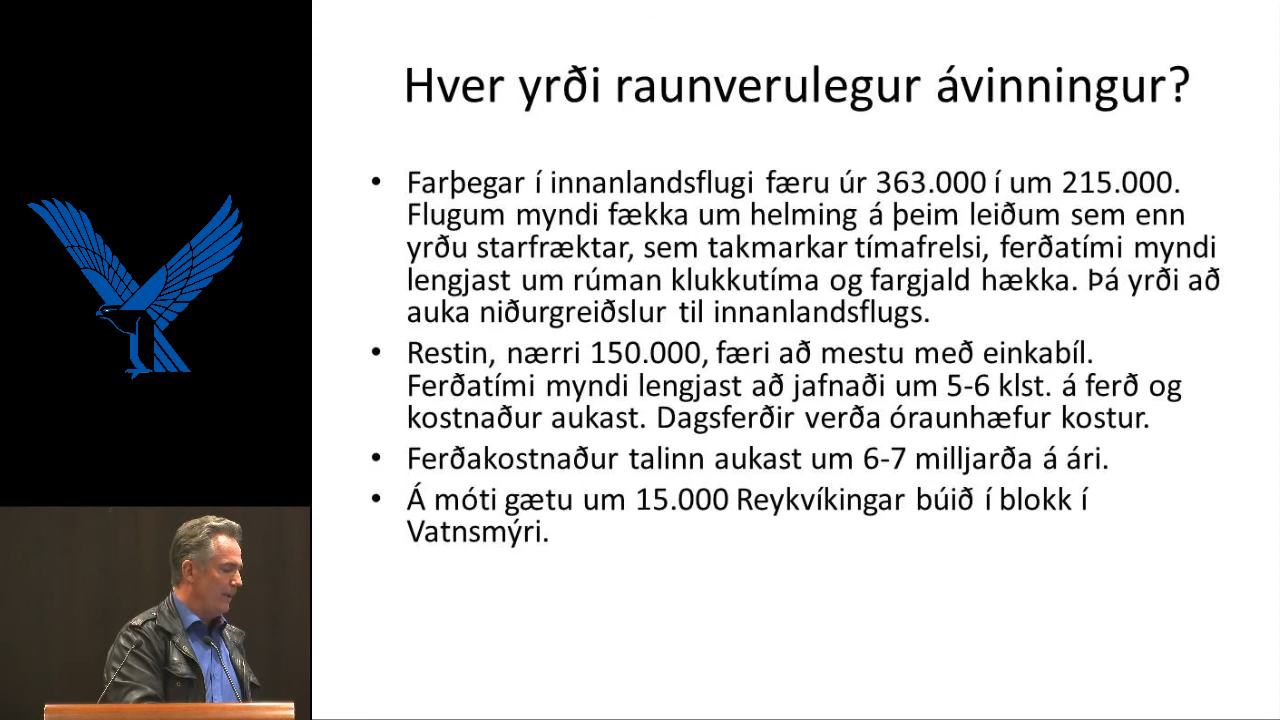 Hver yrði raunverulegur ávinningur?
• Farþegar í innanlandsflugi færu úr 363.000 í um 215.000.
Flugum myndi fækka um helming á þeim leiðum sem enn
yrðu starfræktar, sem takmarkar tímafrelsi, ferðatími myndi
lengjast um rúman klukkutíma og fargjald hækka. Þá yrði að
auka niðurgreiðslur til innanlandsflugs.
• Restin, nærri 150.000, færi að mestu með einkabíl.
Ferðatími myndi lengjast að jafnaði um 5-6 klst. á ferð og
kostnaður aukast. Dagsferðir verða óraunhæfur kostur.
• Ferðakostnaður talinn aukast um 6-7 milljarða á ári.
• Á móti gætu um 15.000 Reykvíkingar búið í blokk í
Vatnsmýri.